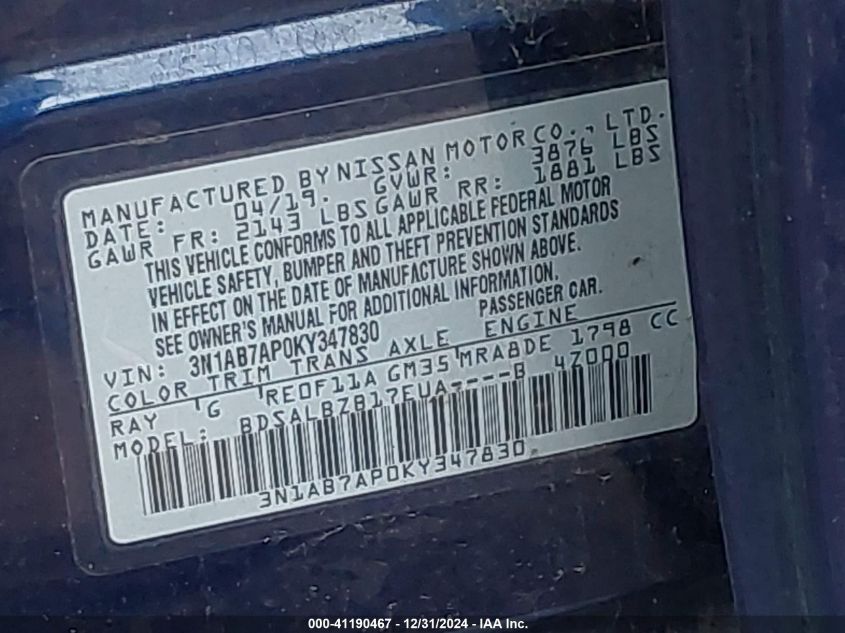 MANUFACTURED BY NISSAN MOTOR CO., LTD.
DATE: 04/19. GVWR: 3876 LBS
GAWR FR: 2143 LBS GAWR RR: 1881 LBS
THIS VEHICLE CONFORMS TO ALL APPLICABLE FEDERAL MOTOR
VEHICLE SAFETY, BUMPER AND THEFT PREVENTION STANDARDS
IN EFFECT ON THE DATE OF MANUFACTURE SHOWN ABOVE.
SEE OWNER'S MANUAL FOR ADDITIONAL INFORMATION.
VIN: 3N1AB7AP0KY347830 PASSENGER CAR.
COLOR TRIM TRANS AXLE ENGINE
RAY G RE0F11A GM35 MRA8DE 1798 CC
MODEL: BDSALBZB17EUA----B 4Z000
3N1AB7AP0KY347830
000-41190467 - 12/31/2024 - IAA Inc.